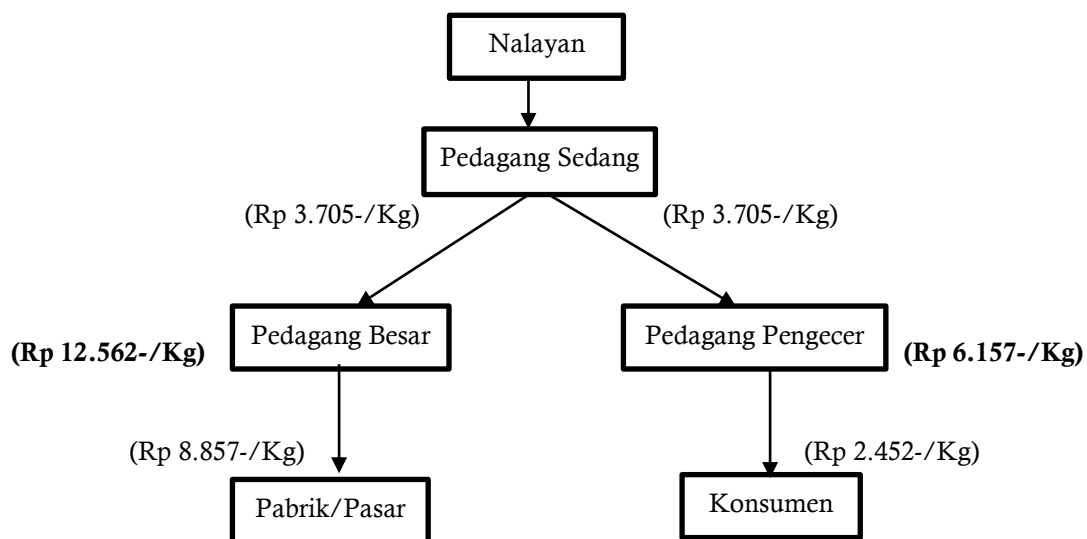 Nalayan
Pedagang Sedang
(Rp 3.705-/Kg)
(Rp 3.705-/Kg)
Pedagang Besar
Pedagang Pengecer
(Rp 12.562-/Kg)
(Rp 6.157-/Kg)
(Rp 8.857-/Kg)
(Rp 2.452-/Kg)
Pabrik/Pasar
Konsumen